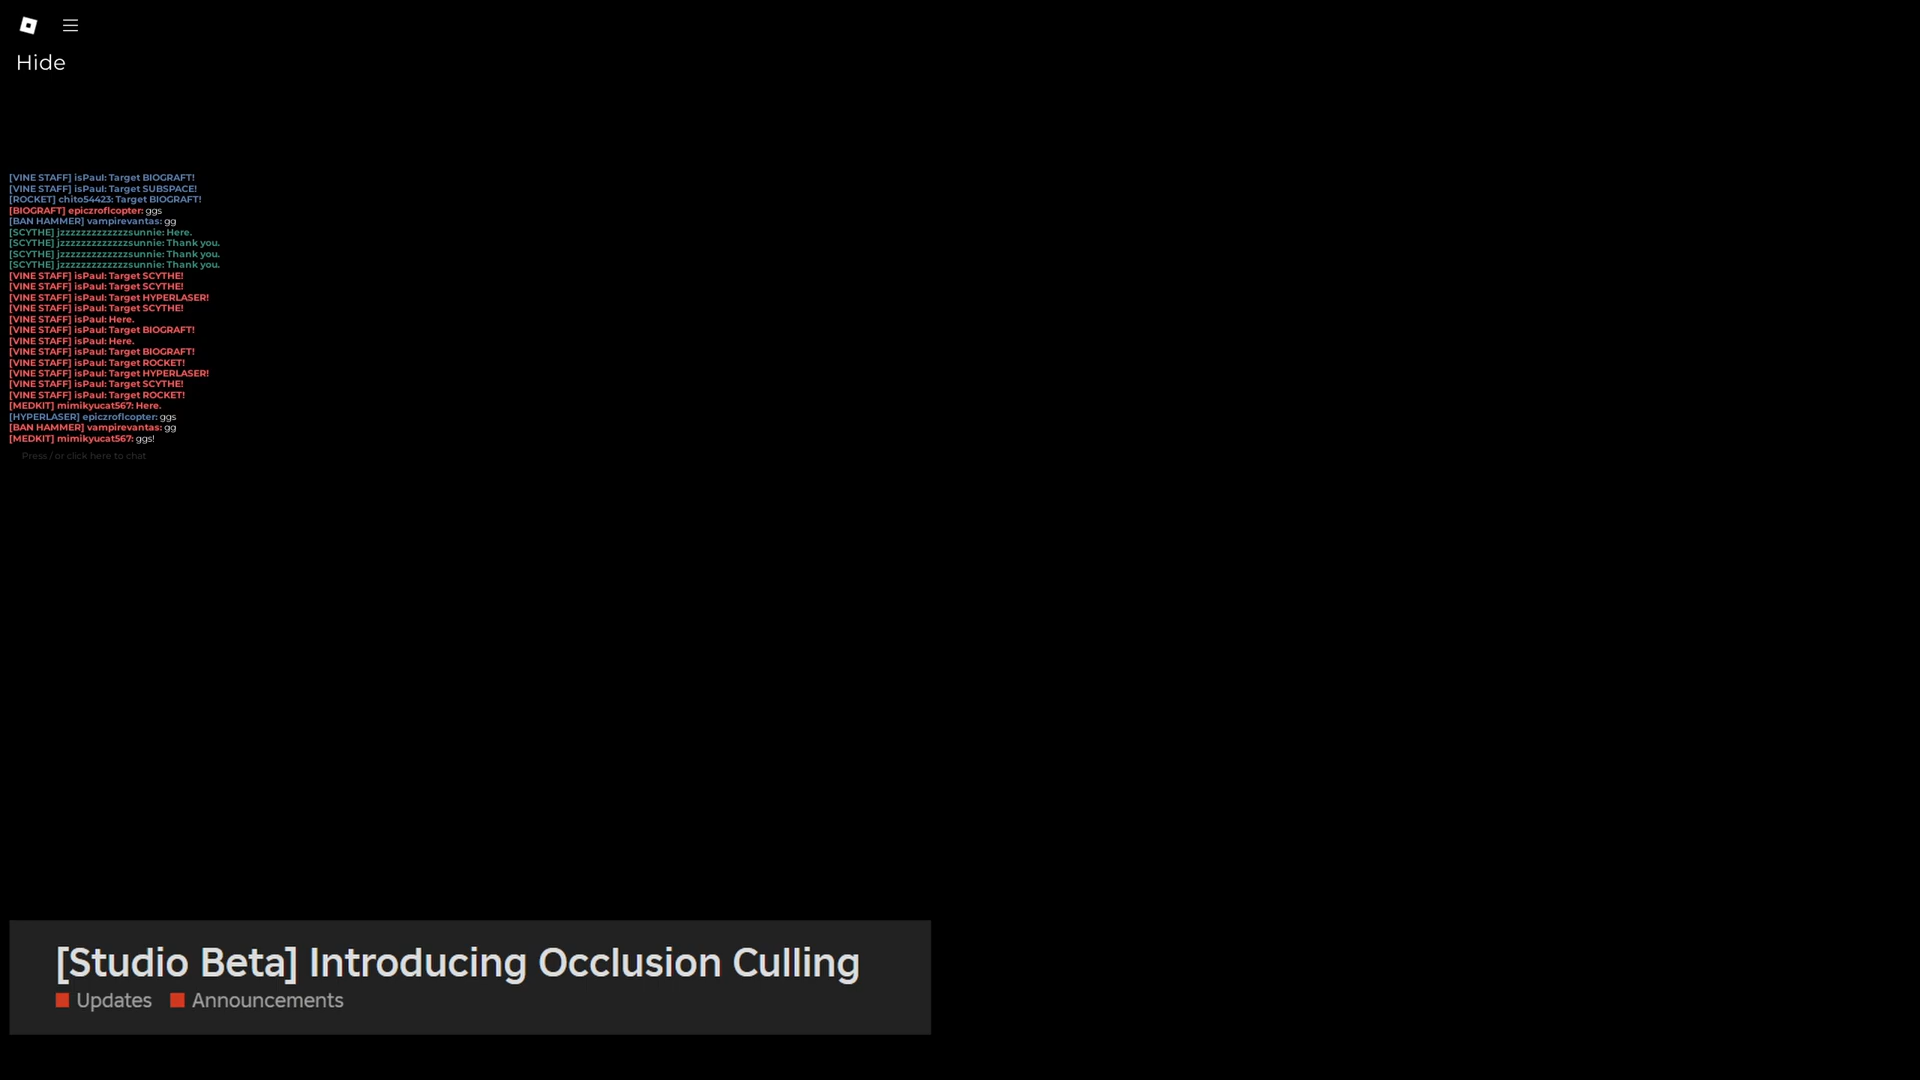 Hide
[VINE STAFF] isPaul: Target BIOGRAFT!
[VINE STAFF] isPaul: Target SUBSPACE!
[ROCKET] chito54423: Target BIOGRAFT!
[BIOGRAFT] epiczroflcopter: ggs
[BAN HAMMER] vampirevantas: gg
[SCYTHE] jzzzzzzzzzzzzzsunnie: Here.
[SCYTHE] jzzzzzzzzzzzzzsunnie: Thank you.
[SCYTHE] jzzzzzzzzzzzzzsunnie: Thank you.
[SCYTHE] jzzzzzzzzzzzzzsunnie: Thank you.
[VINE STAFF] isPaul: Target SCYTHE!
[VINE STAFF] isPaul: Target SCYTHE!
[VINE STAFF] isPaul: Target HYPERLASER!
[VINE STAFF] isPaul: Target SCYTHE!
[VINE STAFF] isPaul: Here.
[VINE STAFF] isPaul: Target BIOGRAFT!
[VINE STAFF] isPaul: Here.
[VINE STAFF] isPaul: Target BIOGRAFT!
[VINE STAFF] isPaul: Target ROCKET!
[VINE STAFF] isPaul: Target HYPERLASER!
[VINE STAFF] isPaul: Target SCYTHE!
[VINE STAFF] isPaul: Target ROCKET!
[MEDKIT] mimikyucat567: Here.
[HYPERLASER] epiczroflcopter: ggs
[BAN HAMMER] vampirevantas: gg
[MEDKIT] mimikyucat567: ggs!
Press / or click here to chat
[Studio Beta] Introducing Occlusion Culling
Updates Announcements